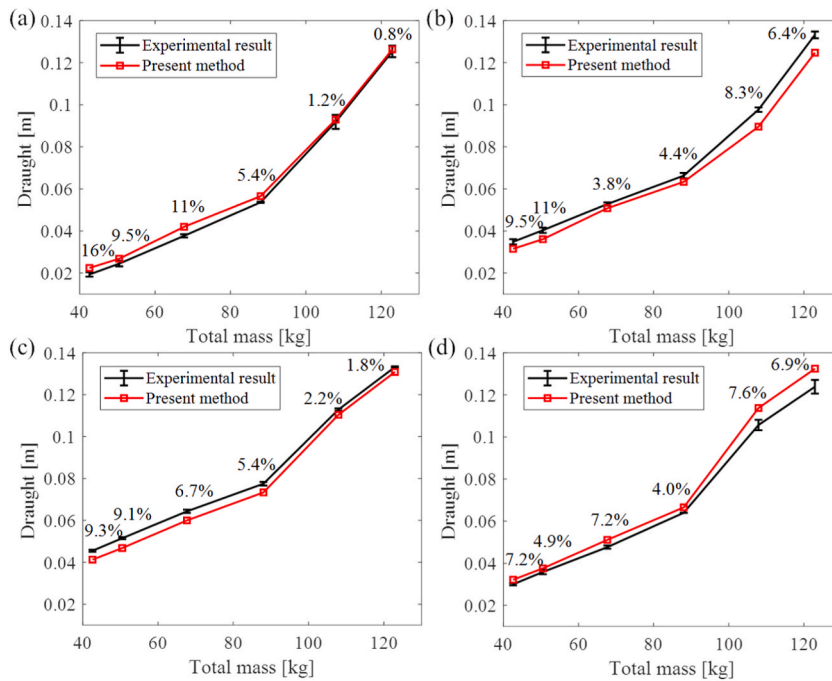 (a)
0.14
0.12
0.1
0.08
0.06
0.04
0.02
Draught [m]
Experimental result
Present method
16%
9.5%
11%
5.4%
1.2%
0.8%
40 60 80 100 120
Total mass [kg]
(b)
0.14
0.12
0.1
0.08
0.06
0.04
0.02
Draught [m]
Experimental result
Present method
9.5%
11%
3.8%
4.4%
8.3%
6.4%
40 60 80 100 120
Total mass [kg]
(c)
0.14
0.12
0.1
0.08
0.06
0.04
0.02
Draught [m]
Experimental result
Present method
9.3%
9.1%
6.7%
5.4%
2.2%
1.8%
40 60 80 100 120
Total mass [kg]
(d)
0.14
0.12
0.1
0.08
0.06
0.04
0.02
Draught [m]
Experimental result
Present method
7.2%
4.9%
7.2%
4.0%
7.6%
6.9%
40 60 80 100 120
Total mass [kg]